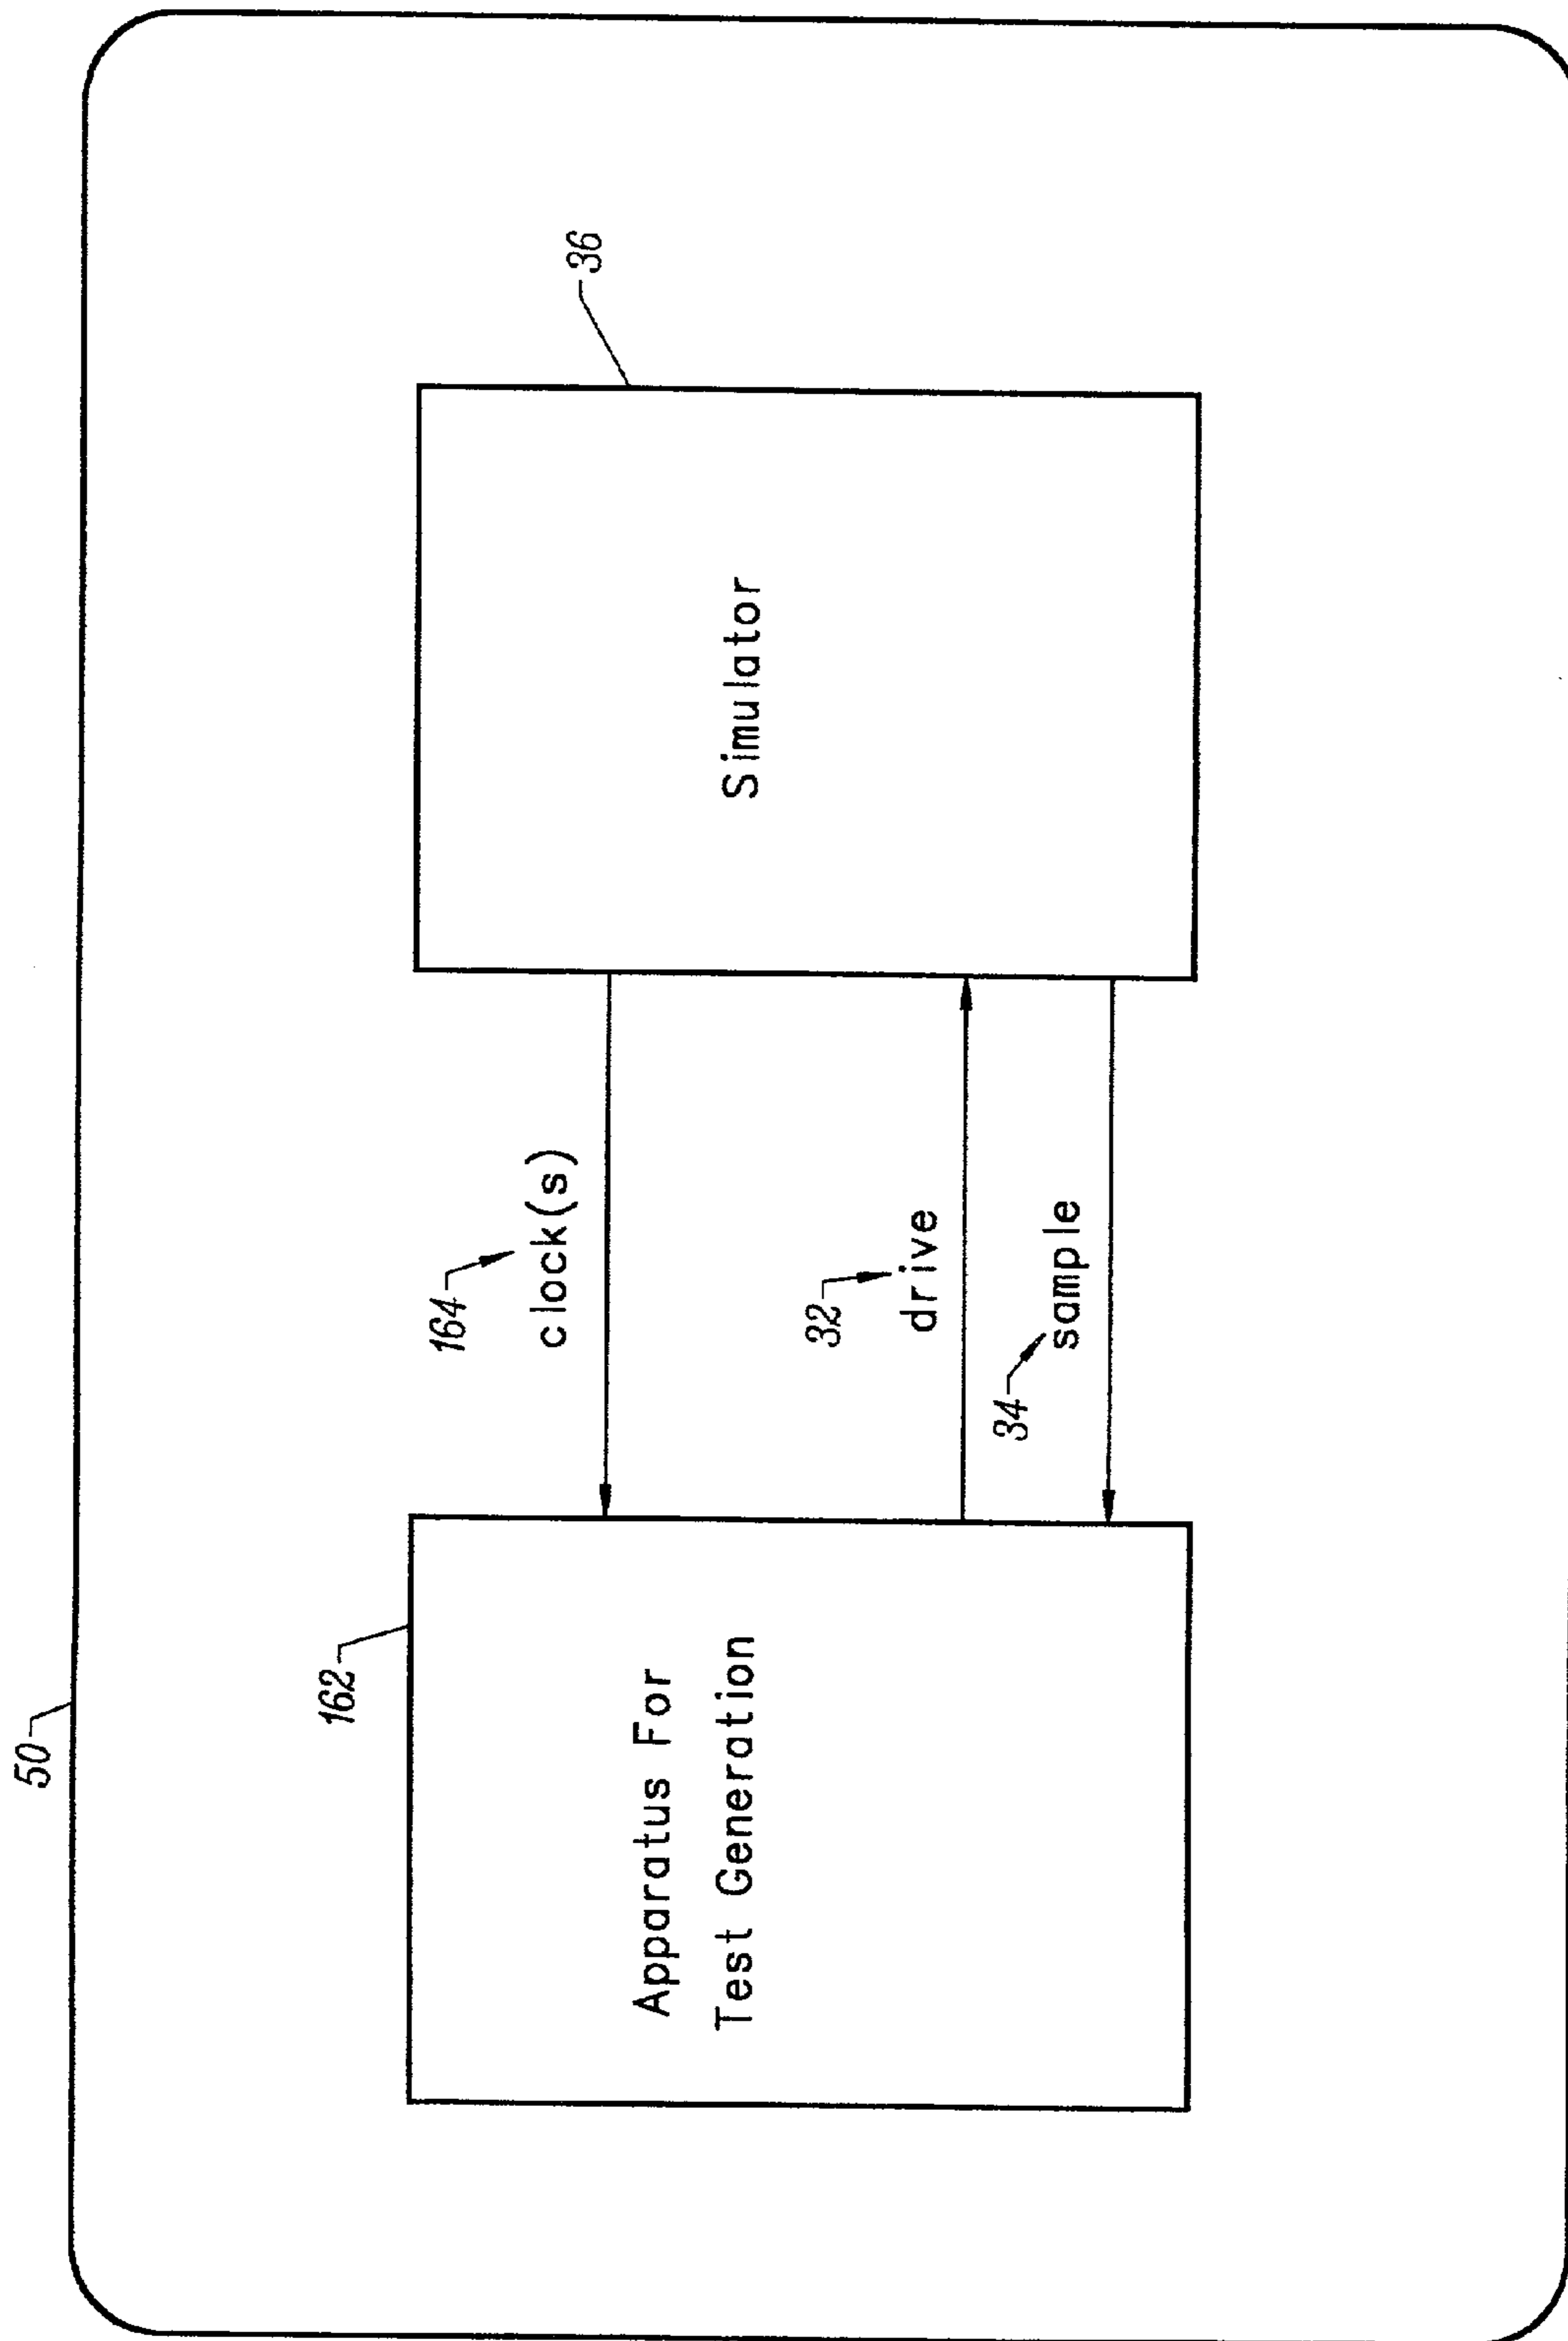 50
162
Apparatus For
Test Generation
164
clock(s)
32
drive
34
sample
36
Simulator